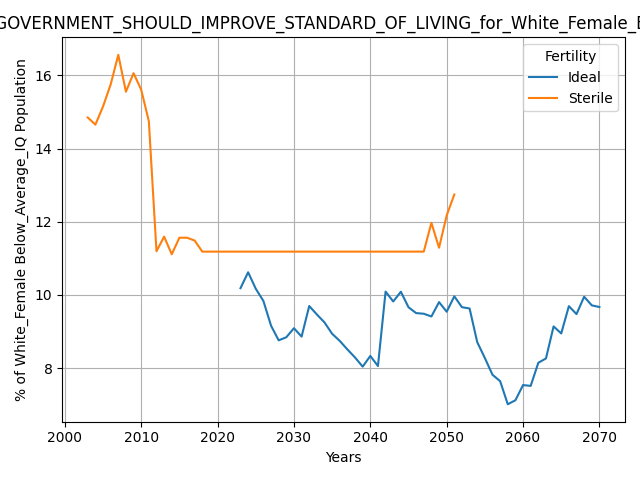 GOVERNMENT_SHOULD_IMPROVE_STANDARD_OF_LIVING_for_White_Female_
Fertility
Ideal
Sterile
% of White_Female Below_Average_IQ Population
16
14
12
10
8
2000 2010 2020 2030 2040 2050 2060 2070
Years